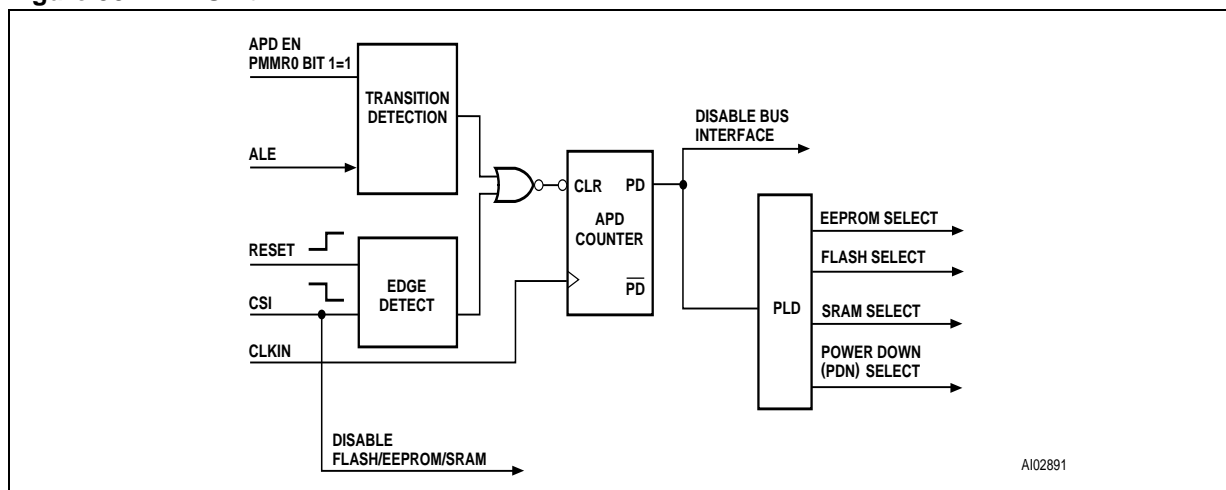 APD EN
PMMR0 BIT 1=1
TRANSITION
DETECTION
ALE
RESET
CSI
EDGE
DETECT
CLKIN
CLR
PD
APD
COUNTER
PD
DISABLE BUS
INTERFACE
PLD
EEPROM SELECT
FLASH SELECT
SRAM SELECT
POWER DOWN
(PDN) SELECT
DISABLE
FLASH/EEPROM/SRAM
AI02891